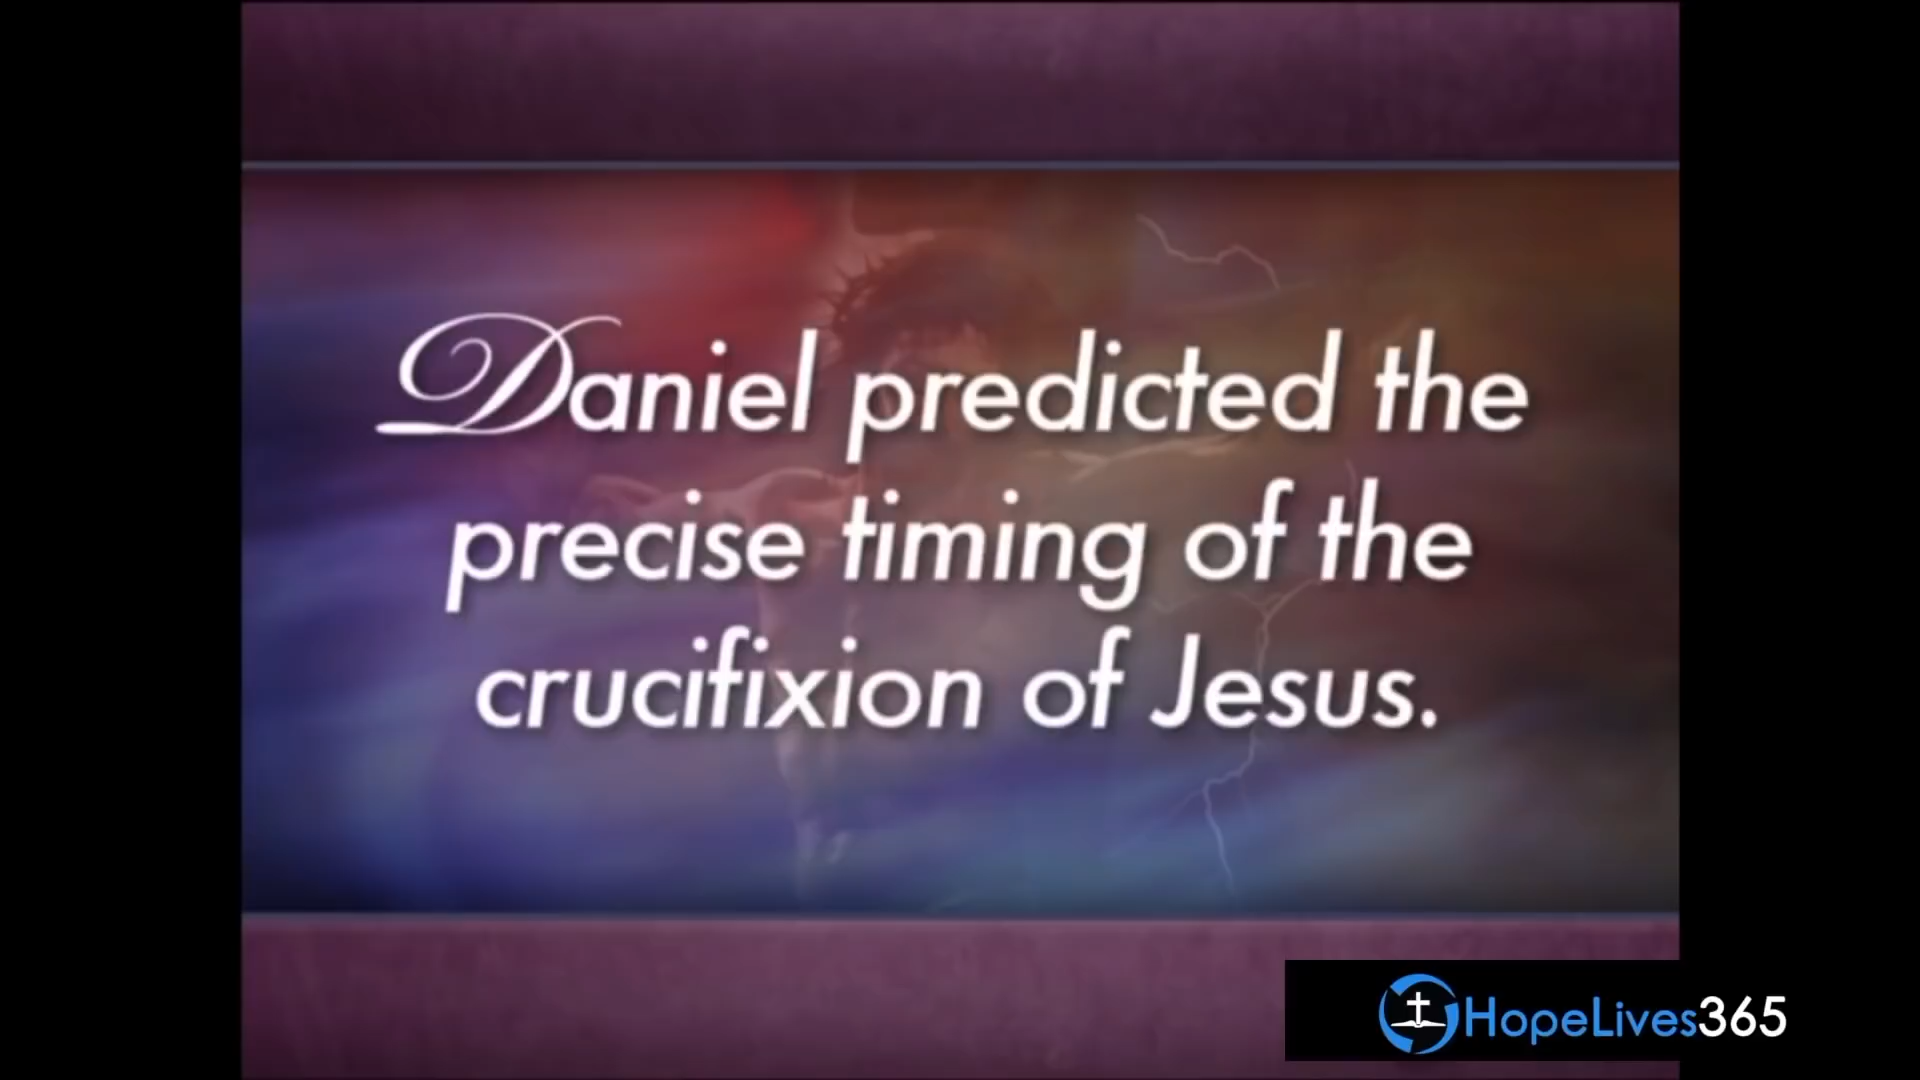 Daniel predicted the
precise timing of the
crucifixion of Jesus.
HopeLives365